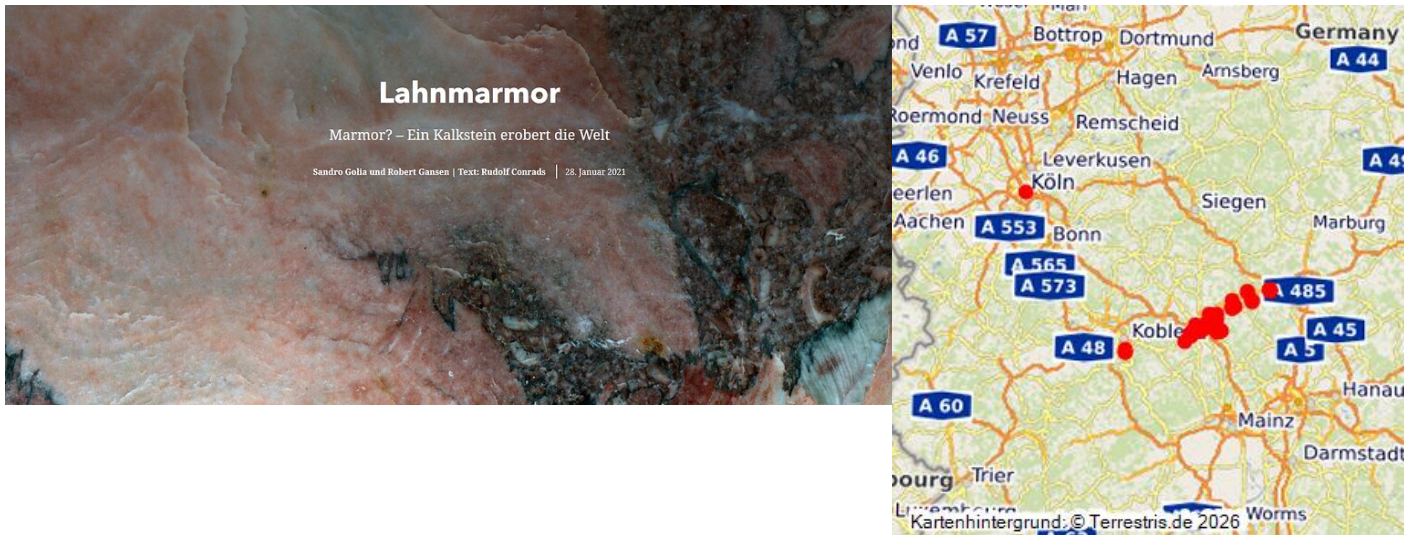 Lahnmarmor
Marmor? – Ein Kalkstein erobert die Welt
Sandro Golia und Robert Gansen | Text: Rudolf Conrads | 28. Januar 2021
A 57
Bottrop
Dortmund
Germany
A 44
Venlo
Krefeld
Hagen
Arnsberg
Roermond
Neuss
Remscheid
A 46
Leverkusen
Köln
Siegen
Aachen
A 553
Bonn
Marburg
A 565
A 573
A 485
Koble
A 48
A 45
A 5
Hanau
A 60
Mainz
Darmstadt
Trier
Worms
Kartenhintergrund: © Terrestris.de 2026